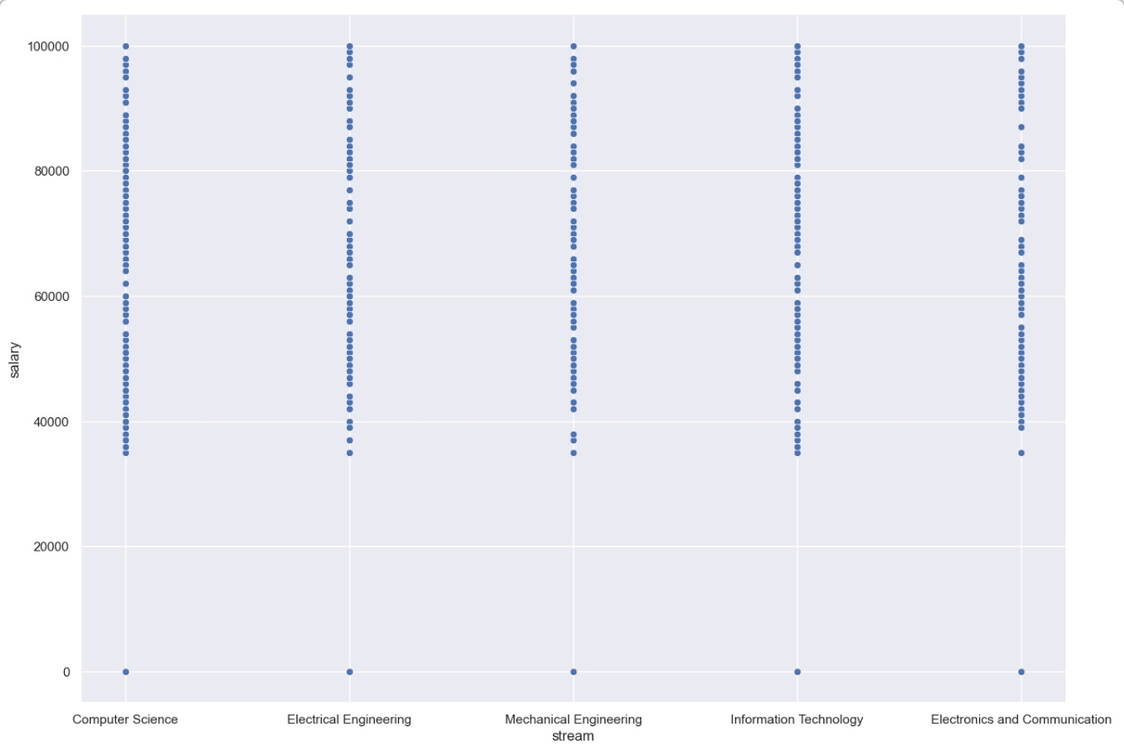 100000
80000
60000
40000
20000
0
salary
Computer Science
Electrical Engineering
Mechanical Engineering
Information Technology
Electronics and Communication
stream